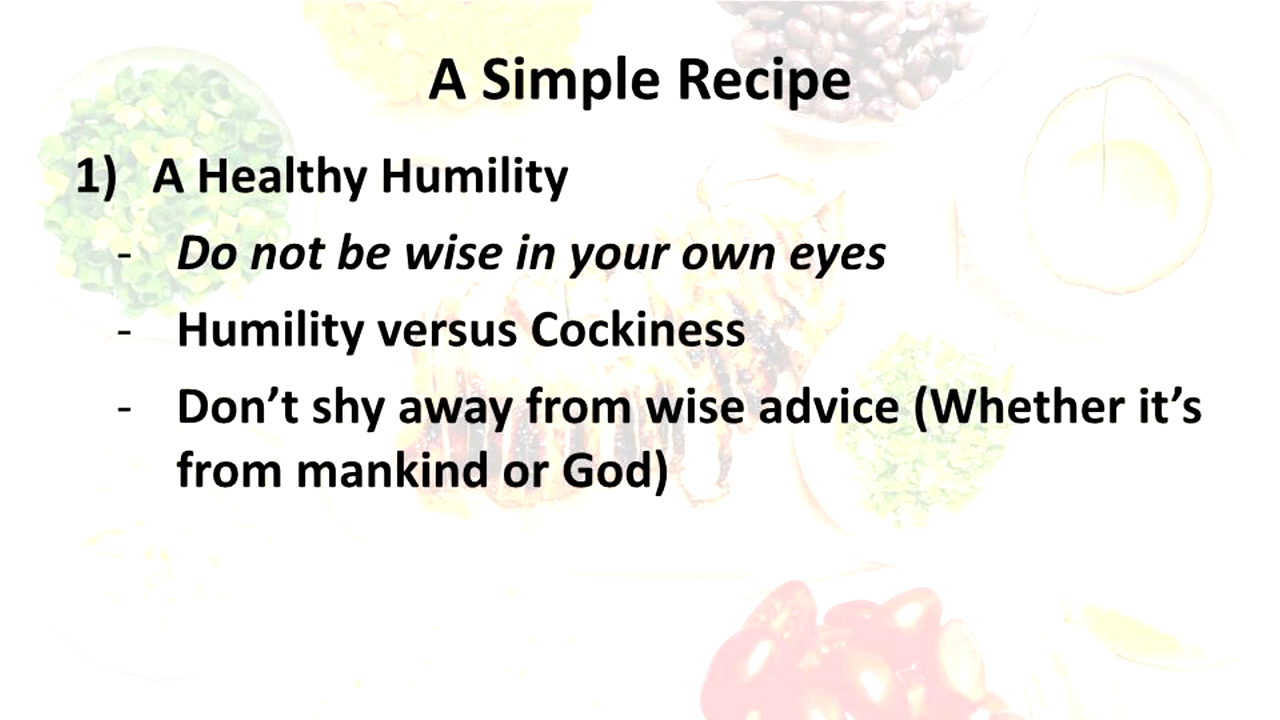 A Simple Recipe
1) A Healthy Humility
- Do not be wise in your own eyes
- Humility versus Cockiness
- Don’t shy away from wise advice (Whether it’s
from mankind or God)